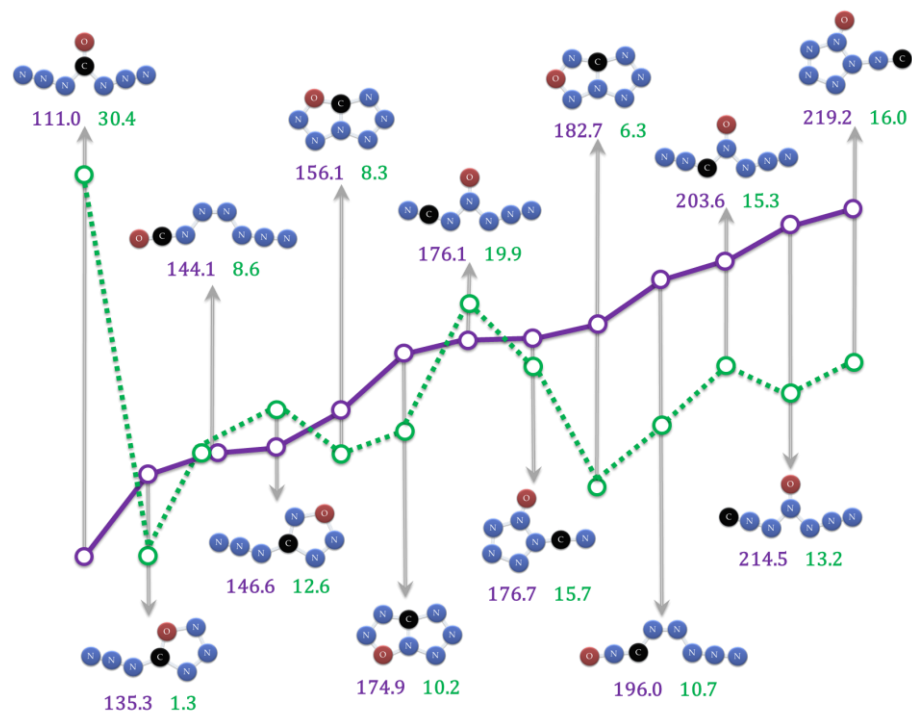 O
C
N N N N N N
111.0 30.4
N N
O C N N N N
144.1 8.6
O C N
N N N
N N
156.1 8.3
O
N
N C N N N N
176.1 19.9
N C N
O N N
N N
182.7 6.3
O
N
N N C N N N
203.6 15.3
O
N N
N N C
N N
219.2 16.0
O N
N N N C N
N
135.3 1.3
N O
N N N C N
N
146.6 12.6
N C N
N N N
O N
174.9 10.2
O
N N
N C N
N N
176.7 15.7
N N
O N C N N N N
196.0 10.7
O
N
C N N N N N
214.5 13.2